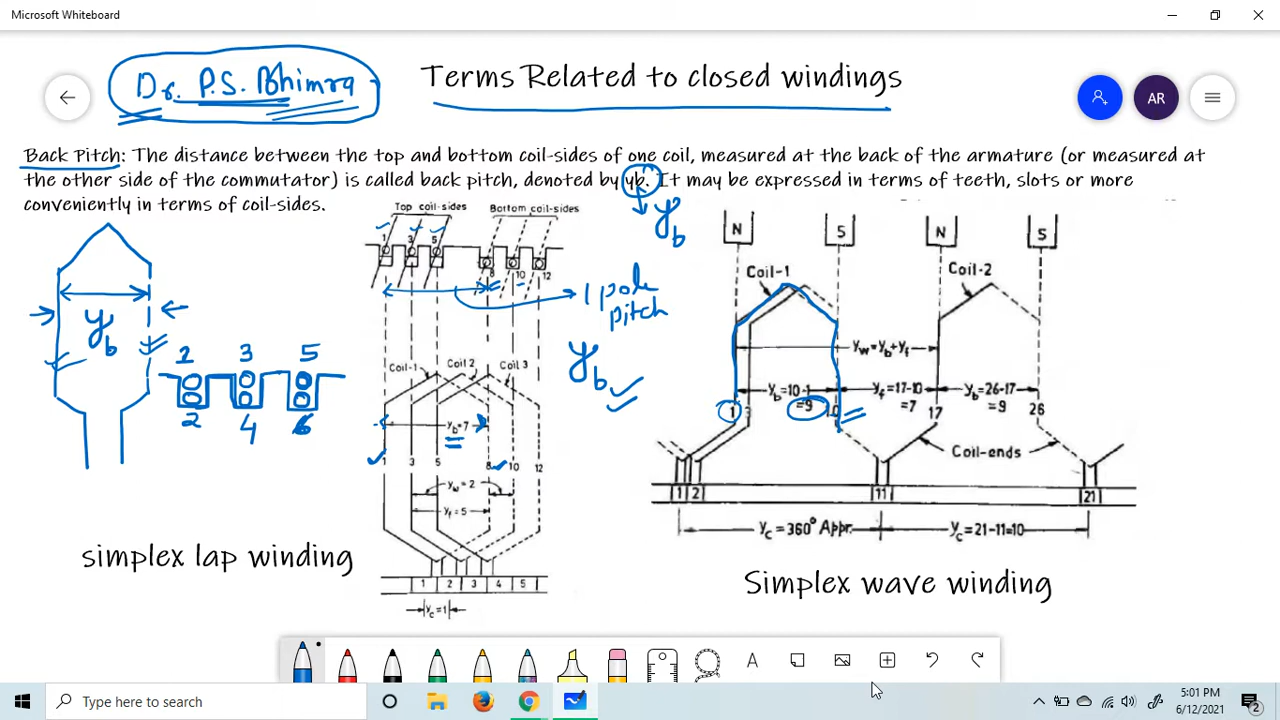 Microsoft Whiteboard
Dr. P.S. Bhimra
Terms Related to closed windings
AR
Back Pitch: The distance between the top and bottom coil-sides of one coil, measured at the back of the armature (or measured at
the other side of the commutator) is called back pitch, denoted by yb. It may be expressed in terms of teeth, slots or more
conveniently in terms of coil-sides.
yb
Top coil-sides
Bottom coil-sides
1 3 5
8 10 12
1 pole
pitch
yb
Coil-1 Coil 2 Coil 3
yb=7
1 3 5 8 10 12
yw=2
yf=5
1 2 3 4 5
yc=1
yb
3 5
2 4 6
simplex lap winding
N S N S
Coil-1 Coil-2
yw=yb+yf
yb=10-1
=9
yf=17-10
=7
yb=26-17
=9
1 3 17 26
Coil-ends
1 2 11 21
yc=360° Appr.
yc=21-11=10
Simplex wave winding
Type here to search
5:01 PM
6/12/2021
2